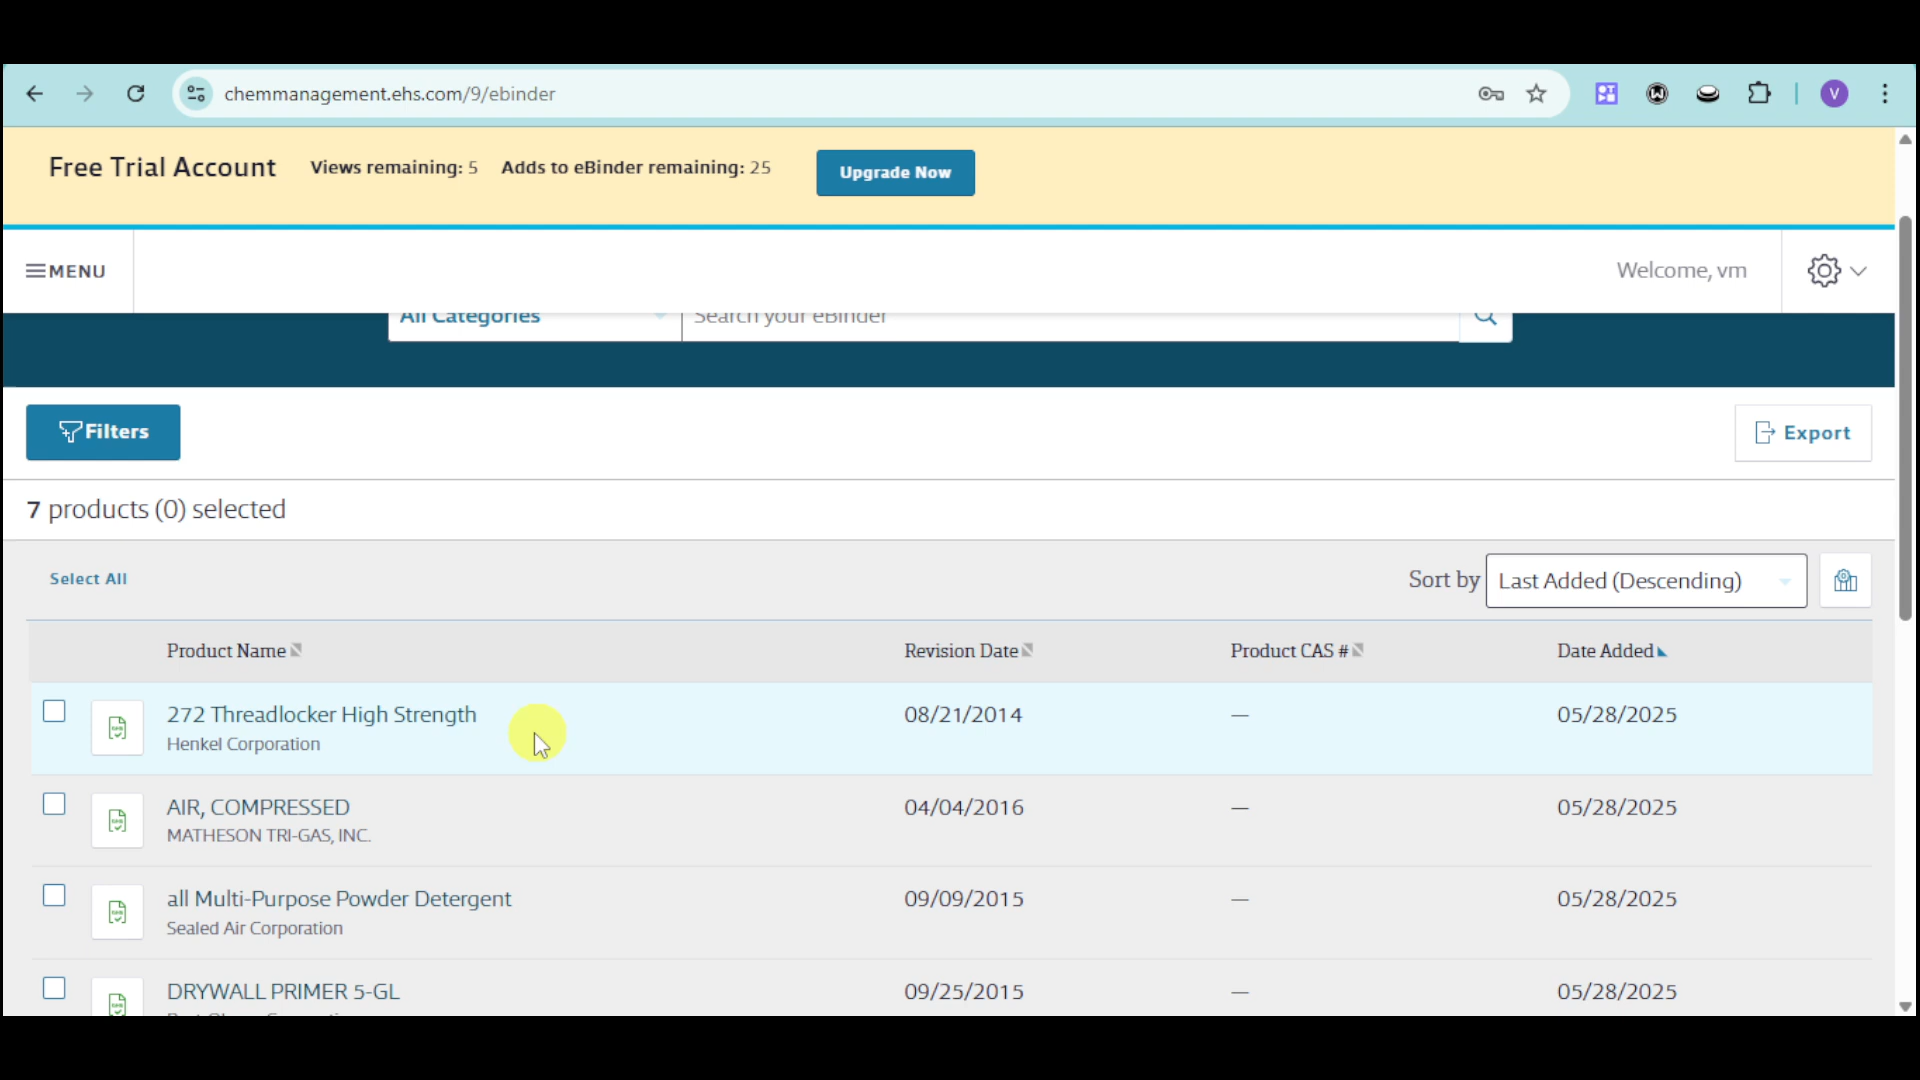 chemmanagement.ehs.com/9/ebinder
V
Free Trial Account Views remaining: 5 Adds to eBinder remaining: 25 Upgrade Now
MENU Welcome, vm
All Categories Search your eBinder
Filters Export
7 products (0) selected
Select All Sort by Last Added (Descending)
Product Name Revision Date Product CAS # Date Added
272 Threadlocker High Strength 08/21/2014 — 05/28/2025
Henkel Corporation
AIR, COMPRESSED 04/04/2016 — 05/28/2025
MATHESON TRI-GAS, INC.
all Multi-Purpose Powder Detergent 09/09/2015 — 05/28/2025
Sealed Air Corporation
DRYWALL PRIMER 5-GL 09/25/2015 — 05/28/2025